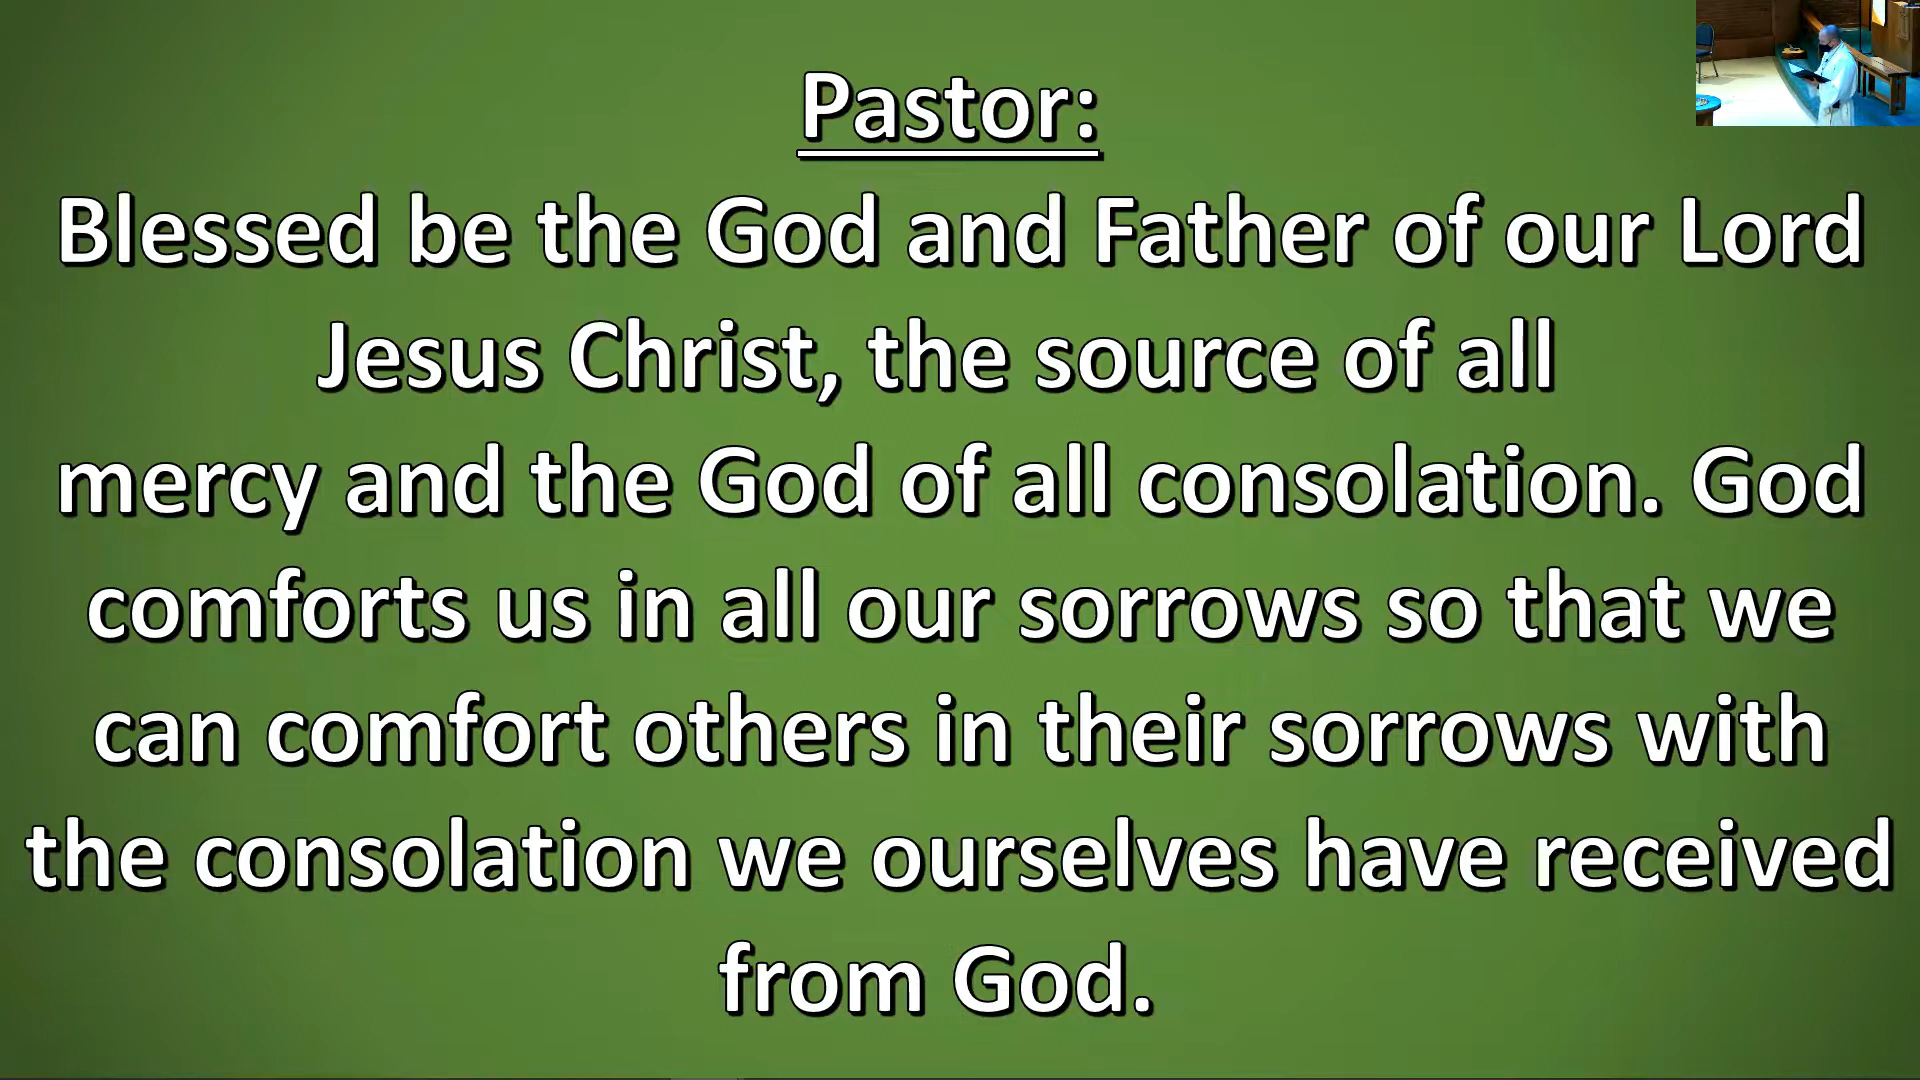 Pastor:
Blessed be the God and Father of our Lord
Jesus Christ, the source of all
mercy and the God of all consolation. God
comforts us in all our sorrows so that we
can comfort others in their sorrows with
the consolation we ourselves have received
from God.